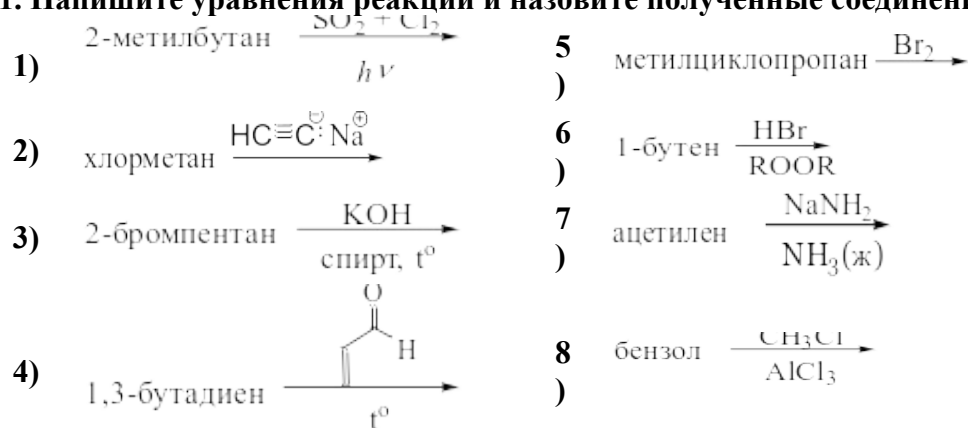 1. Напишите уравнения реакций и назовите полученные соединен
1) 2-метилбутан SO2 + Cl2 hν
2) хлорметан HC≡C:⊖ Na⊕
3) 2-бромпентан KOH спирт, t°
4) 1,3-бутадиен O H t°
5) метилциклопропан Br2
6) 1-бутен HBr ROOR
7) ацетилен NaNH2 NH3(ж)
8) бензол CH3Cl AlCl3